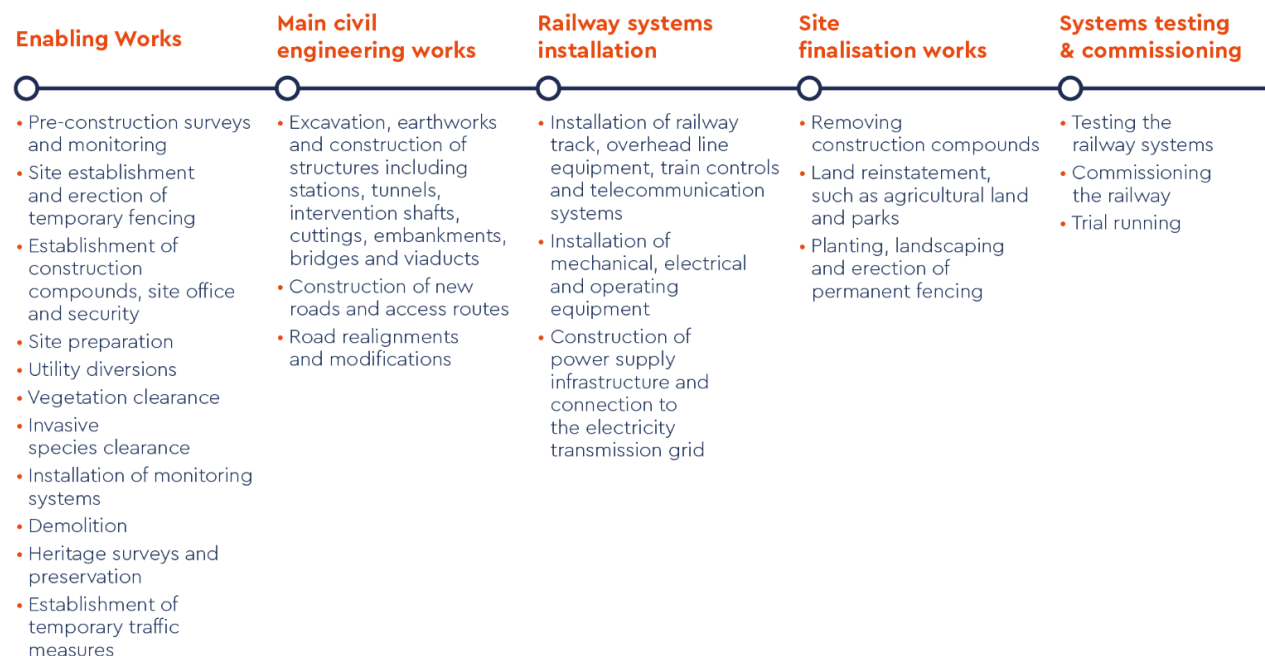 Enabling Works
• Pre-construction surveys
and monitoring
• Site establishment
and erection of
temporary fencing
• Establishment of
construction
compounds, site office
and security
• Site preparation
• Utility diversions
• Vegetation clearance
• Invasive
species clearance
• Installation of monitoring
systems
• Demolition
• Heritage surveys and
preservation
• Establishment of
temporary traffic
measures
Main civil
engineering works
• Excavation, earthworks
and construction of
structures including
stations, tunnels,
intervention shafts,
cuttings, embankments,
bridges and viaducts
• Construction of new
roads and access routes
• Road realignments
and modifications
Railway systems
installation
• Installation of railway
track, overhead line
equipment, train controls
and telecommunication
systems
• Installation of
mechanical, electrical
and operating
equipment
• Construction of
power supply
infrastructure and
connection to
the electricity
transmission grid
Site
finalisation works
• Removing
construction compounds
• Land reinstatement,
such as agricultural land
and parks
• Planting, landscaping
and erection of
permanent fencing
Systems testing
& commissioning
• Testing the
railway systems
• Commissioning
the railway
• Trial running